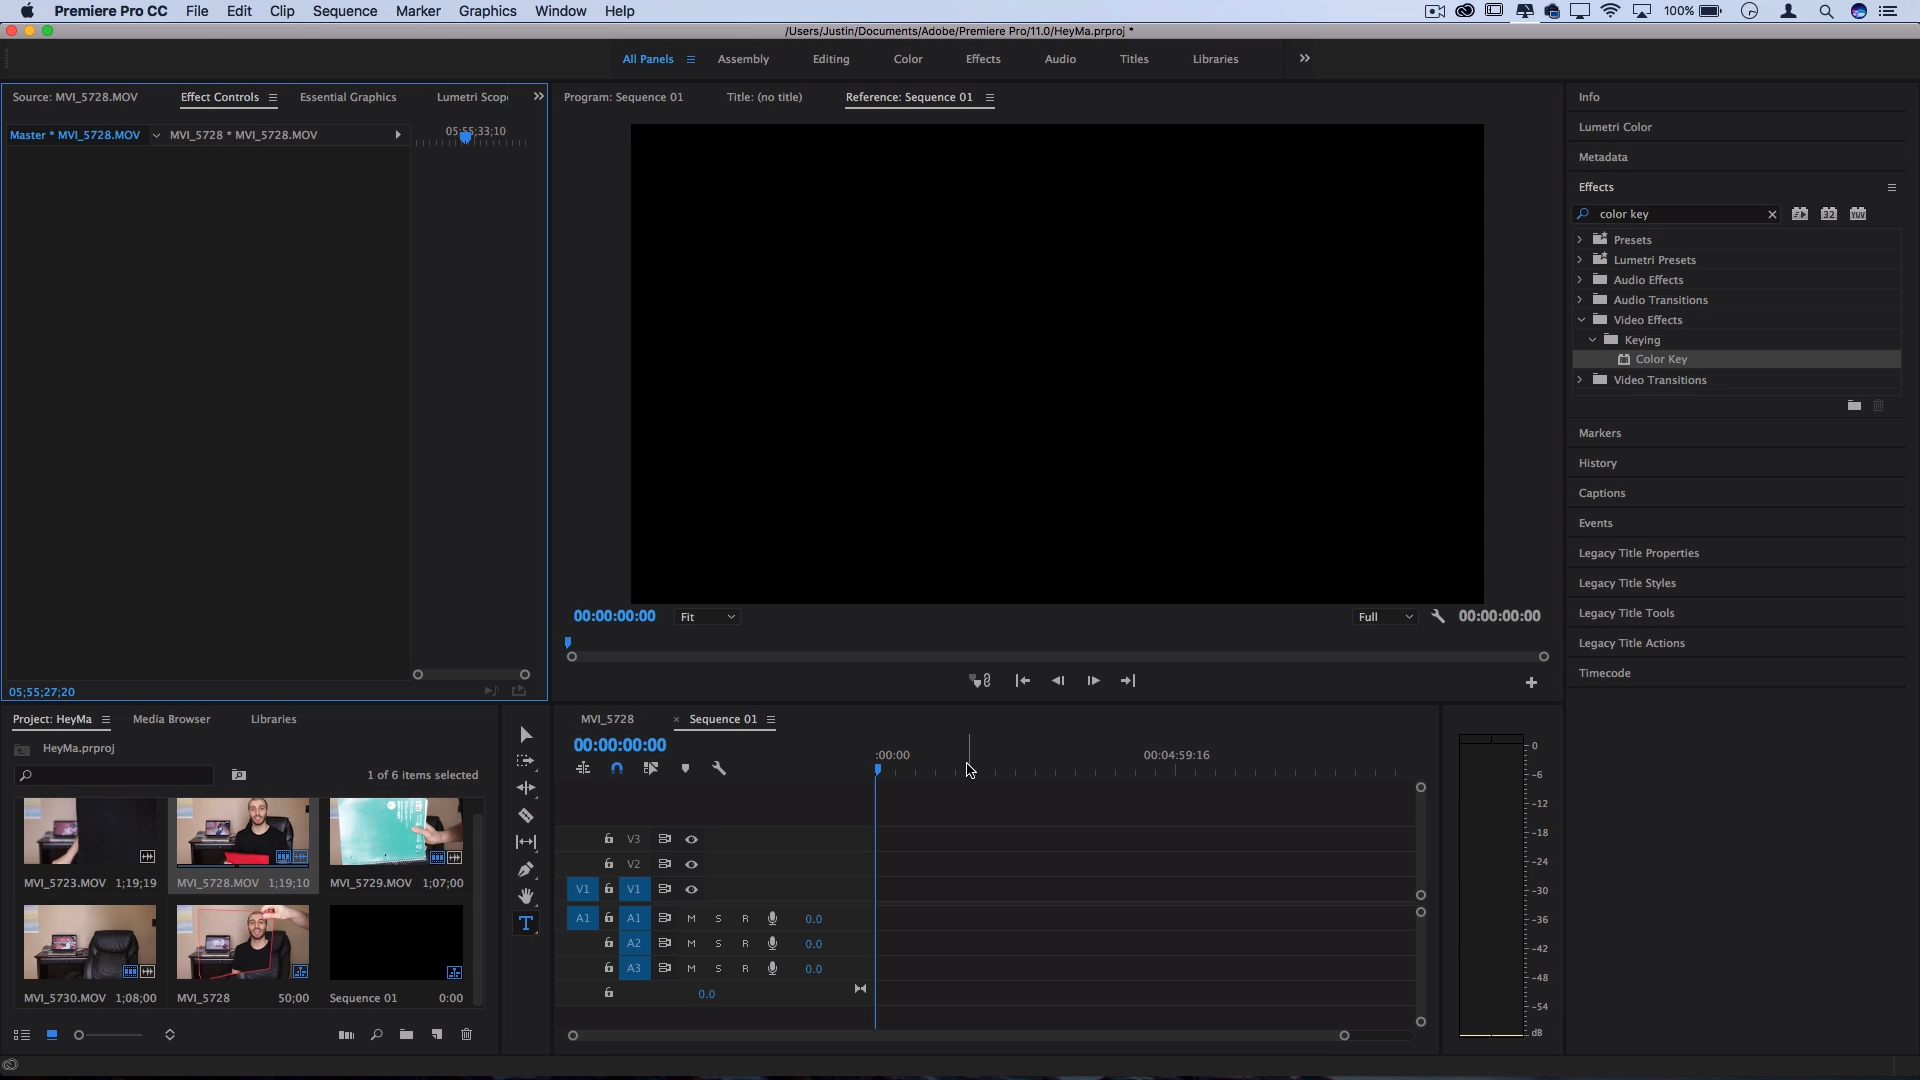 Premiere Pro CC File Edit Clip Sequence Marker Graphics Window Help 100%
/Users/Justin/Documents/Adobe/Premiere Pro/11.0/HeyMa.prproj *
All Panels Assembly Editing Color Effects Audio Titles Libraries
Source: MVI_5728.MOV Effect Controls Essential Graphics Lumetri Scop
Master * MVI_5728.MOV MVI_5728 * MVI_5728.MOV
05;55;33;10
05;55;27;20
Program: Sequence 01 Title: (no title) Reference: Sequence 01
00:00:00:00 Fit Full 00:00:00:00
Info
Lumetri Color
Metadata
Effects
color key 32 YUV
Presets
Lumetri Presets
Audio Effects
Audio Transitions
Video Effects
Keying
Color Key
Video Transitions
Markers
History
Captions
Events
Legacy Title Properties
Legacy Title Styles
Legacy Title Tools
Legacy Title Actions
Timecode
Project: HeyMa Media Browser Libraries
HeyMa.prproj
1 of 6 items selected
MVI_5723.MOV 1;19;19 MVI_5728.MOV 1;19;10 MVI_5729.MOV 1;07;00
MVI_5730.MOV 1;08;00 MVI_5728 50;00 Sequence 01 0:00
T
MVI_5728 × Sequence 01
00:00:00:00
:00:00 00:04:59:16
V3
V2
V1 V1
A1 A1 M S R 0.0
A2 M S R 0.0
A3 M S R 0.0
0.0
0
-6
-12
-18
-24
-30
-36
-42
-48
-54
dB